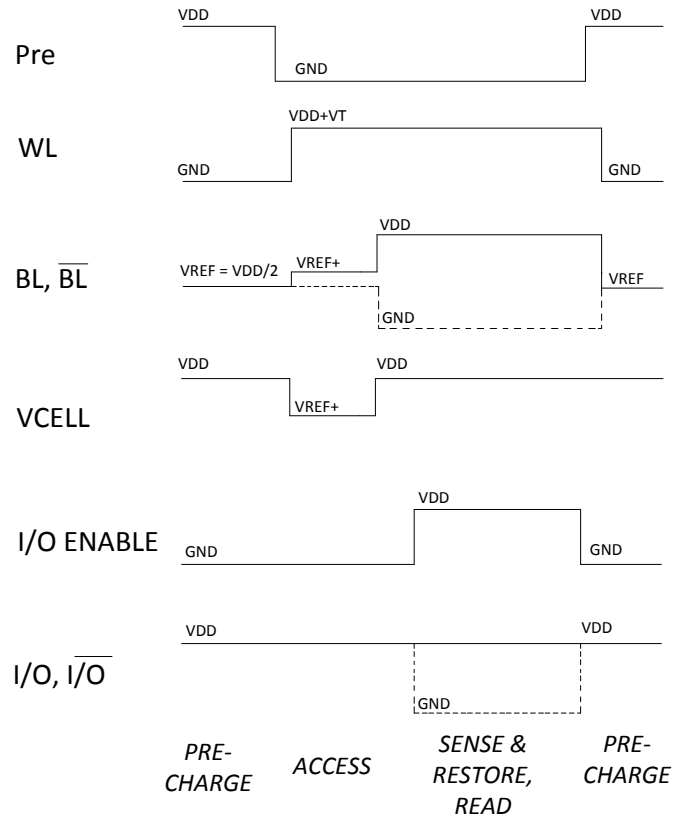 VDD VDD
Pre
GND
VDD+VT
WL
GND GND
VDD
VREF = VDD/2 VREF+
BL, B̅L̅ VREF
GND
VDD VDD
VCELL VREF+
VDD
I/O ENABLE GND GND
VDD VDD
I/O, I̅/̅O̅
GND
PRE-
CHARGE
ACCESS
SENSE &
RESTORE,
READ
PRE-
CHARGE